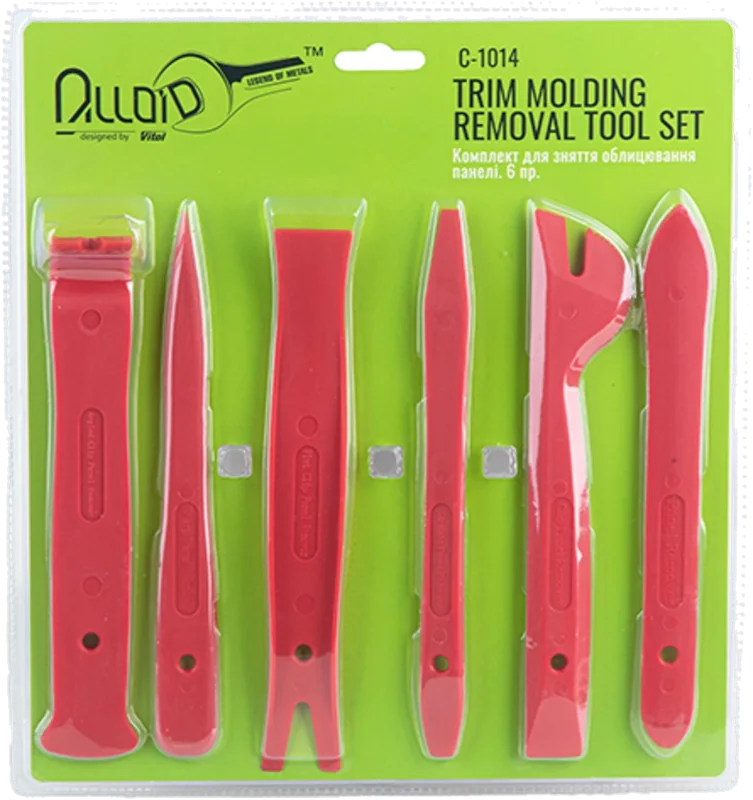 ALLOID
LEGEND OF METALS
TM
designed by Vitol
C-1014
TRIM MOLDING
REMOVAL TOOL SET
Комплект для зняття облицювання
панелі. 6 пр.